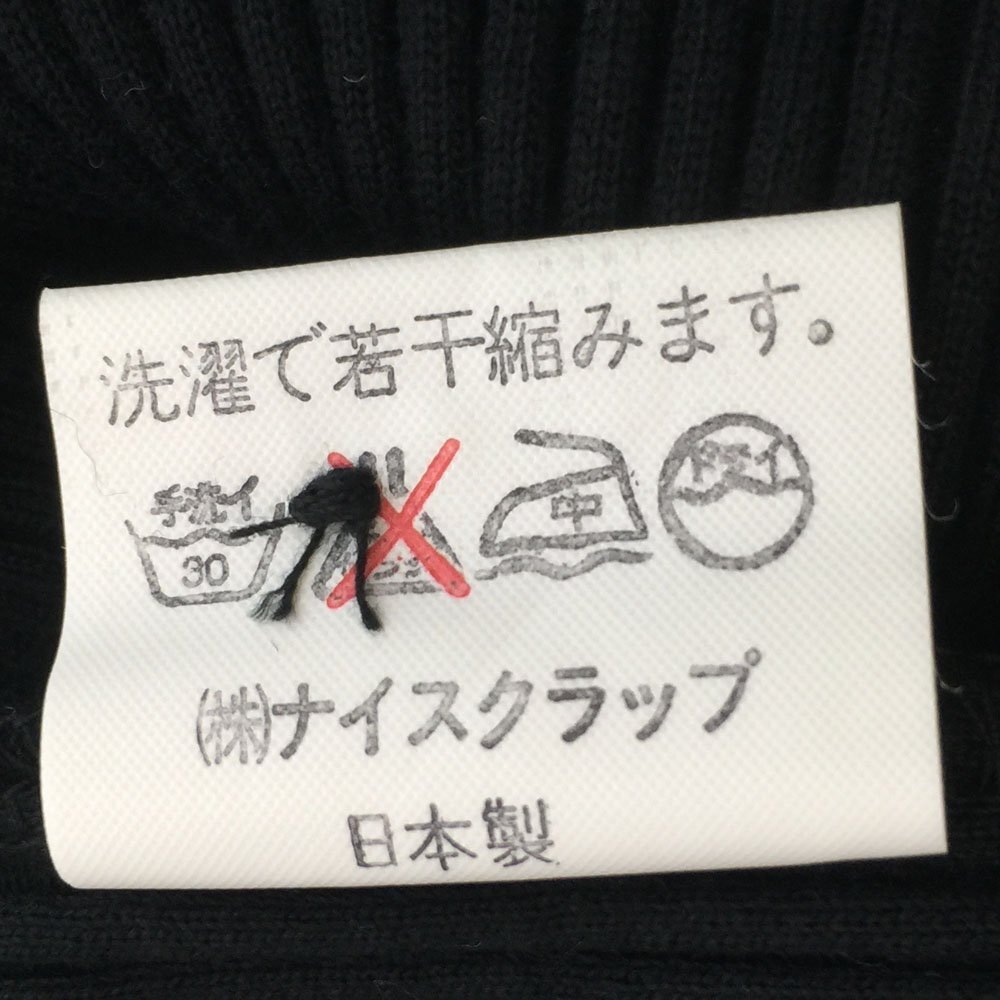 洗濯で若干縮みます。
手洗イ 中 ドライ
30
㈱ナイスクラップ
日本製